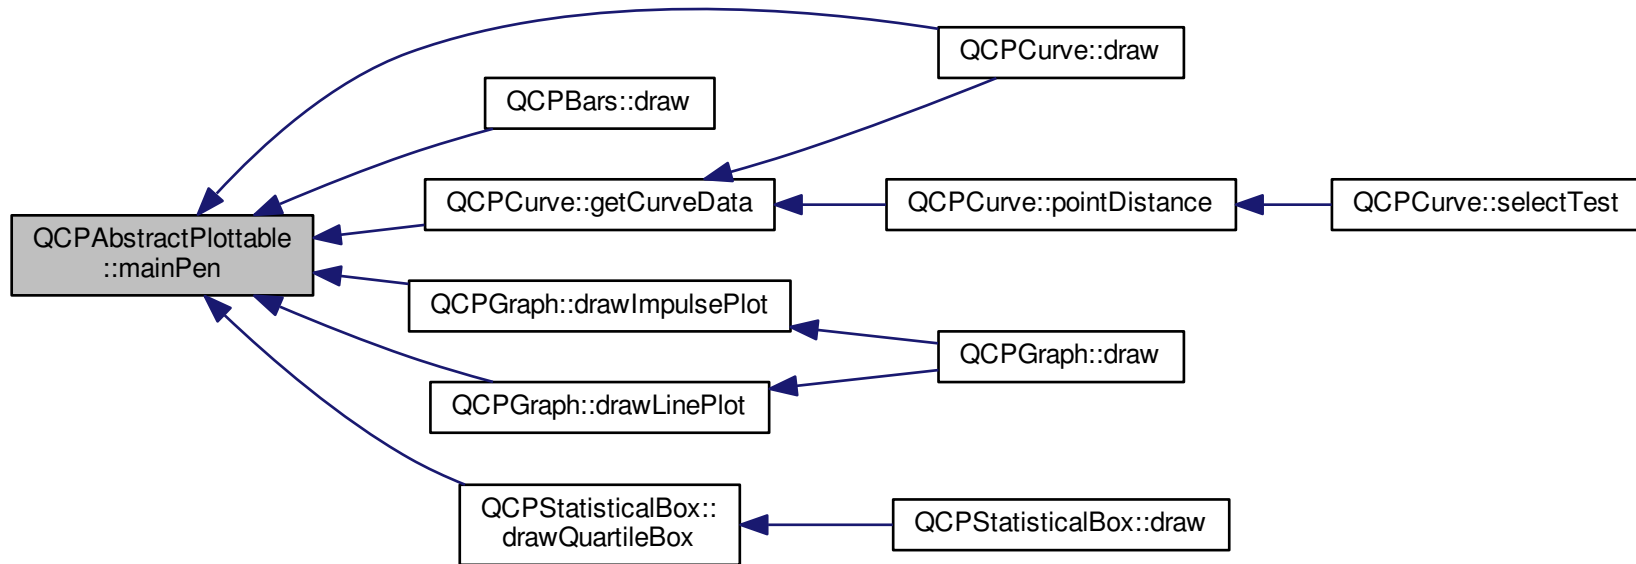 QCPCurve::draw
QCPBars::draw
QCPCurve::getCurveData
QCPCurve::pointDistance
QCPCurve::selectTest
QCPAbstractPlottable
::mainPen
QCPGraph::drawImpulsePlot
QCPGraph::draw
QCPGraph::drawLinePlot
QCPStatisticalBox::
drawQuartileBox
QCPStatisticalBox::draw